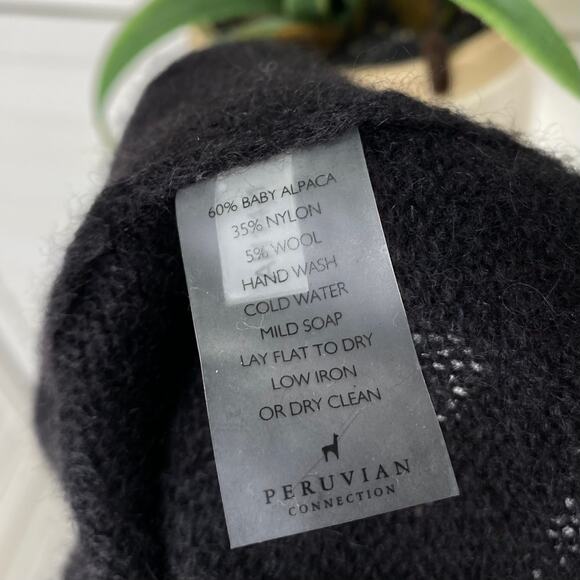 60% BABY ALPACA
35% NYLON
5% WOOL
HAND WASH
COLD WATER
MILD SOAP
LAY FLAT TO DRY
LOW IRON
OR DRY CLEAN
PERUVIAN
CONNECTION